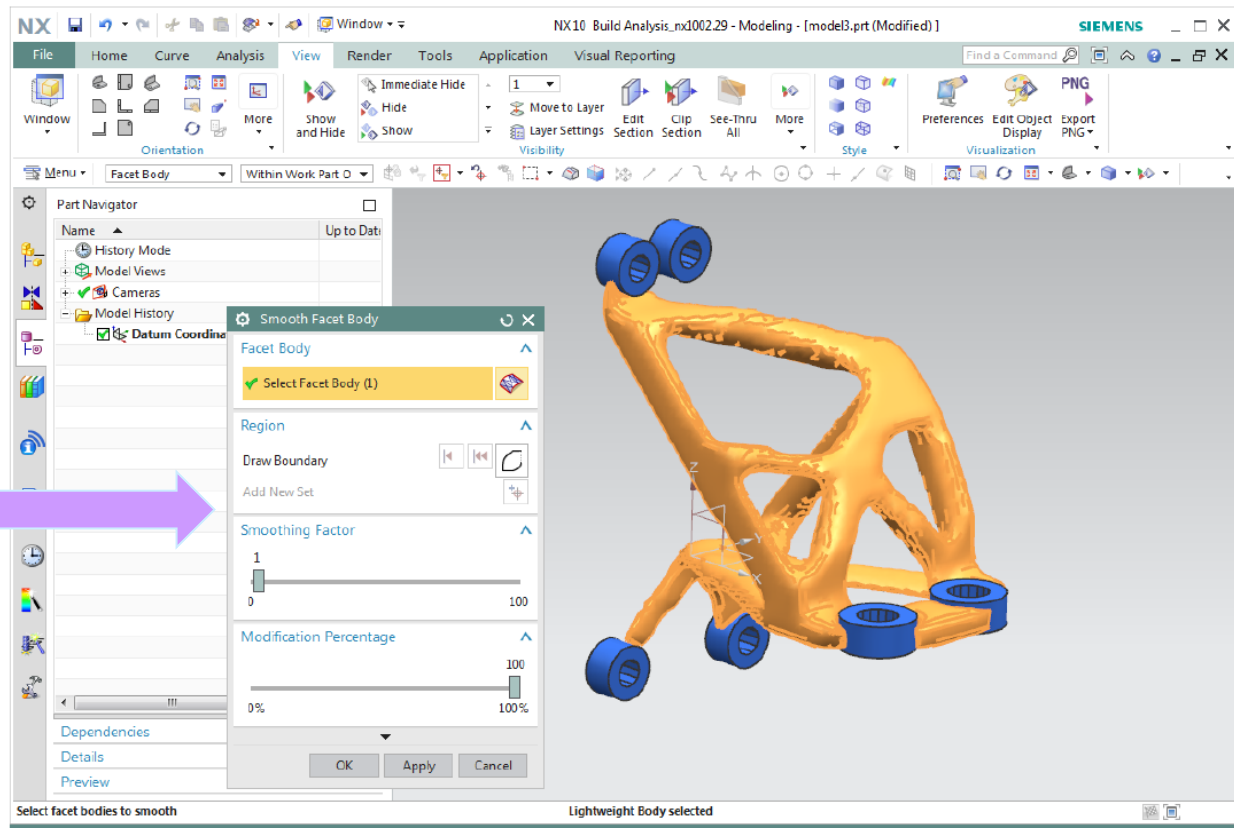 NX Window NX 10 Build Analysis_nx1002.29 - Modeling - [model3.prt (Modified) ] SIEMENS
File Home Curve Analysis View Render Tools Application Visual Reporting Find a Command
Window More Show and Hide Immediate Hide Hide Show 1 Move to Layer Layer Settings Edit Section Clip Section See-Thru All More Preferences Edit Object Display PNG Export PNG
Orientation Visibility Style Visualization
Menu Facet Body Within Work Part O
Part Navigator
Name Up to Dat
History Mode
Model Views
Cameras
Model History
Datum Coordina
Smooth Facet Body
Facet Body
Select Facet Body (1)
Region
Draw Boundary
Add New Set
Smoothing Factor
1
0 100
Modification Percentage
100
0% 100%
OK Apply Cancel
Dependencies
Details
Preview
Z
Y
X
Select facet bodies to smooth Lightweight Body selected